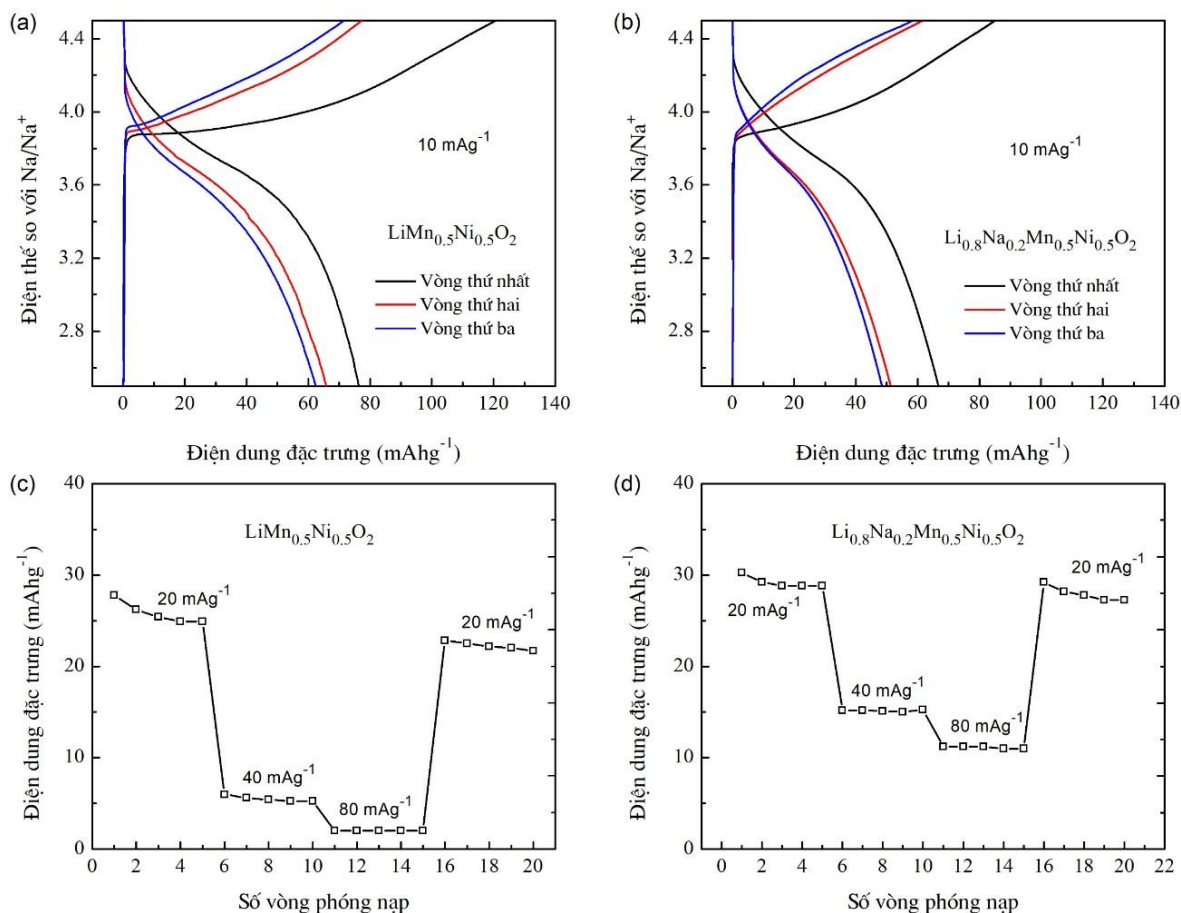 (a)
Điện thế so với Na/Na⁺
4.4
4.0
3.6
3.2
2.8
10 mAg⁻¹
LiMn₀.₅Ni₀.₅O₂
Vòng thứ nhất
Vòng thứ hai
Vòng thứ ba
0 20 40 60 80 100 120 140
Điện dung đặc trưng (mAhg⁻¹)
(b)
Điện thế so với Na/Na⁺
4.4
4.0
3.6
3.2
2.8
10 mAg⁻¹
Li₀.₈Na₀.₂Mn₀.₅Ni₀.₅O₂
Vòng thứ nhất
Vòng thứ hai
Vòng thứ ba
0 20 40 60 80 100 120 140
Điện dung đặc trưng (mAhg⁻¹)
(c)
Điện dung đặc trưng (mAhg⁻¹)
40
30
20
10
0
LiMn₀.₅Ni₀.₅O₂
20 mAg⁻¹
20 mAg⁻¹
40 mAg⁻¹
80 mAg⁻¹
0 2 4 6 8 10 12 14 16 18 20
Số vòng phóng nạp
(d)
Điện dung đặc trưng (mAhg⁻¹)
40
30
20
10
0
Li₀.₈Na₀.₂Mn₀.₅Ni₀.₅O₂
20 mAg⁻¹
20 mAg⁻¹
40 mAg⁻¹
80 mAg⁻¹
0 2 4 6 8 10 12 14 16 18 20 22
Số vòng phóng nạp